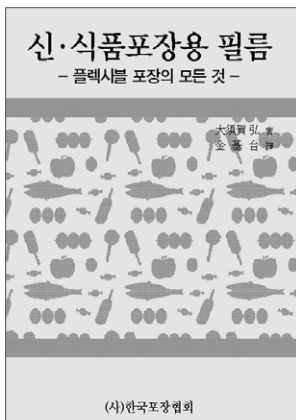 신·식품포장용 필름
– 플렉시블 포장의 모든 것 –
大須賀 弘 著
金基台 譯
(사)한국포장협회